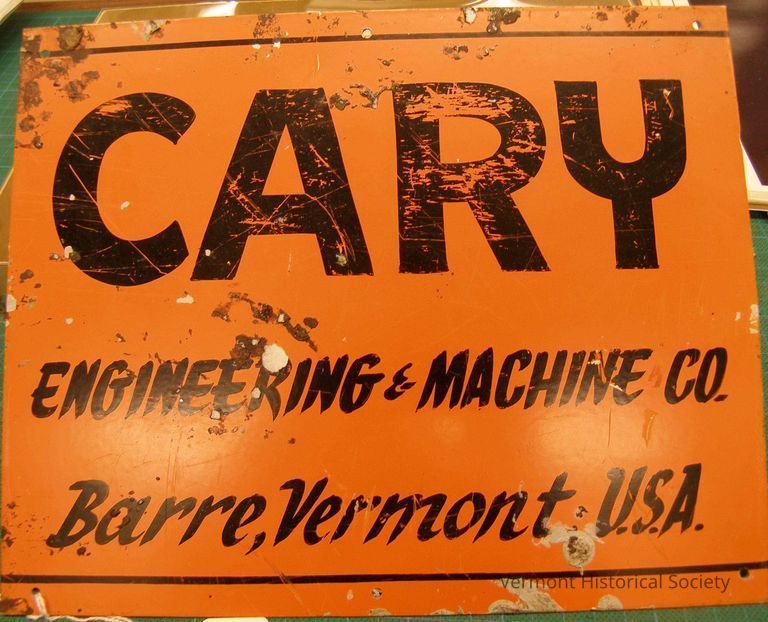 CARY
ENGINEERING & MACHINE CO.
Barre, Vermont. U.S.A.
Vermont Historical Society